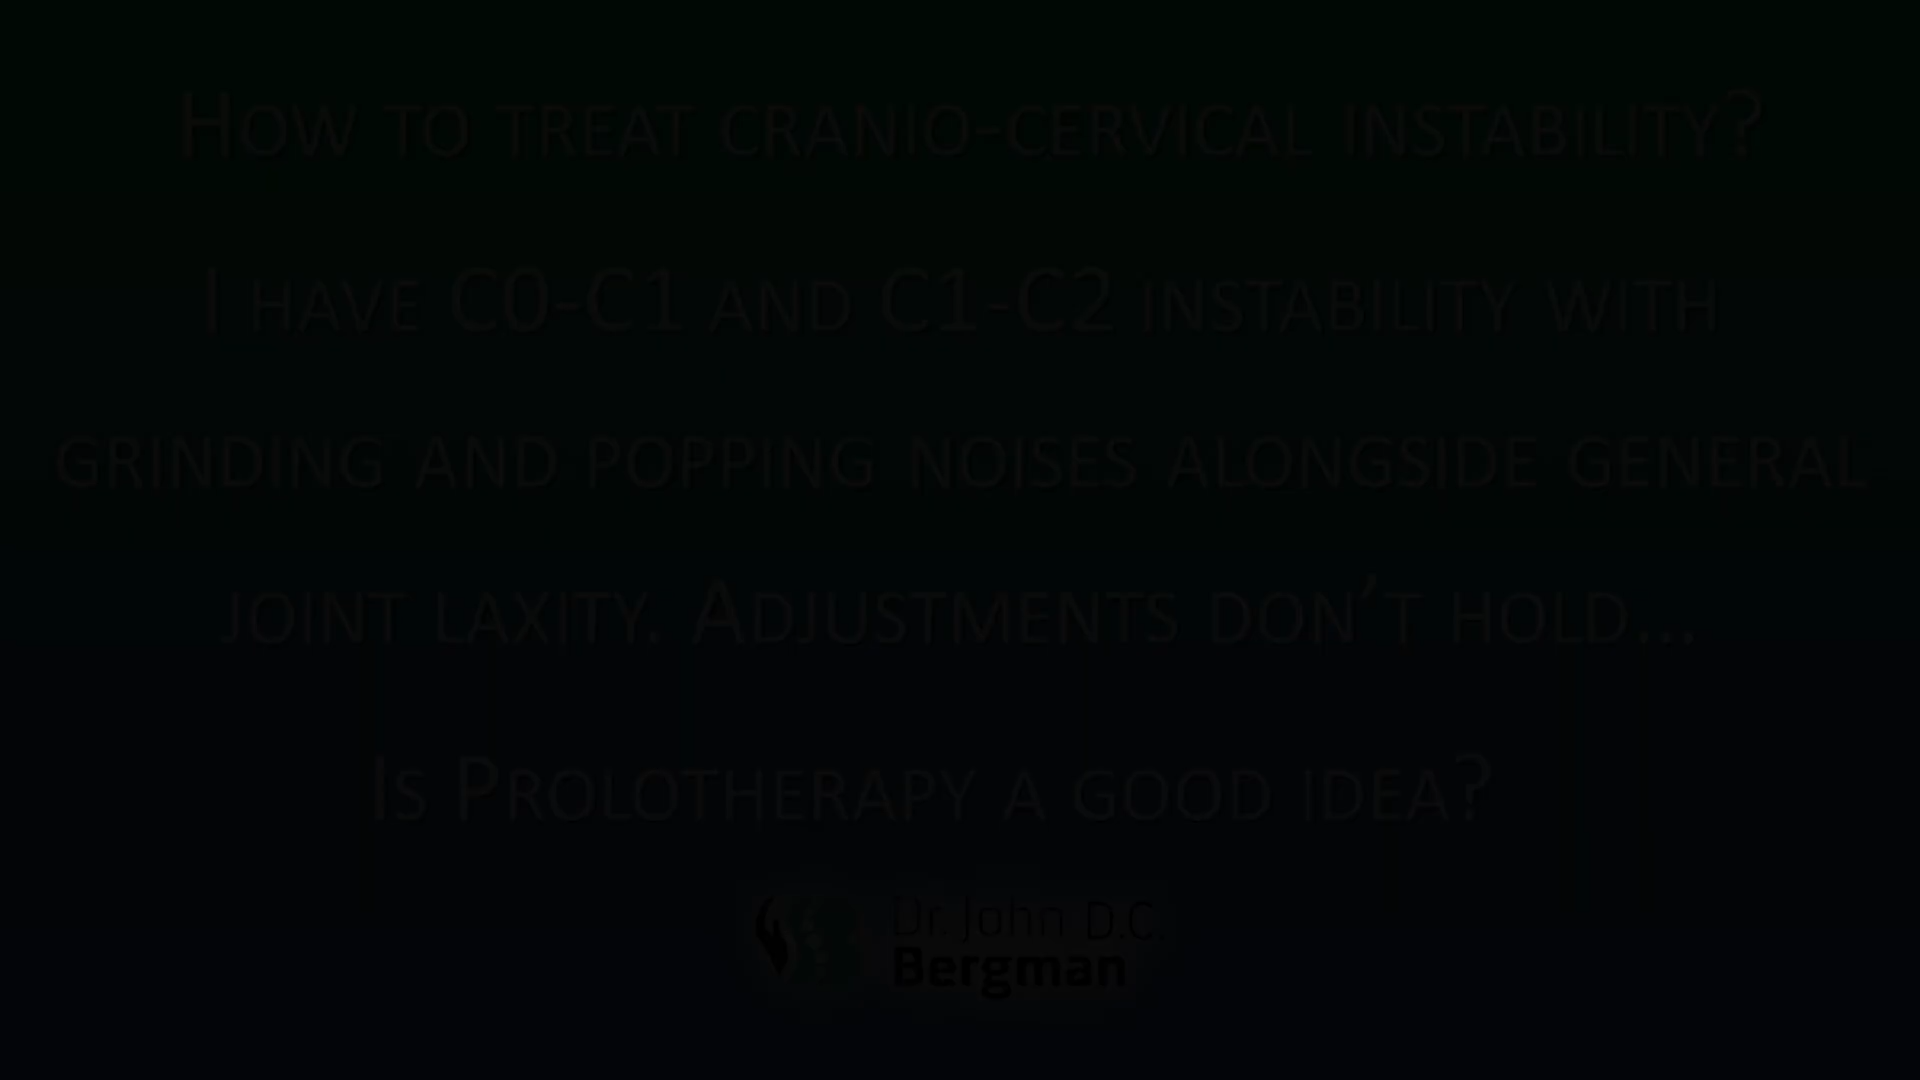 How to treat cranio-cervical instability?
I have C0-C1 and C1-C2 instability with
grinding and popping noises alongside general
joint laxity. Adjustments don't hold...
Is Prolotherapy a good idea?
Dr. John D.C.
Bergman